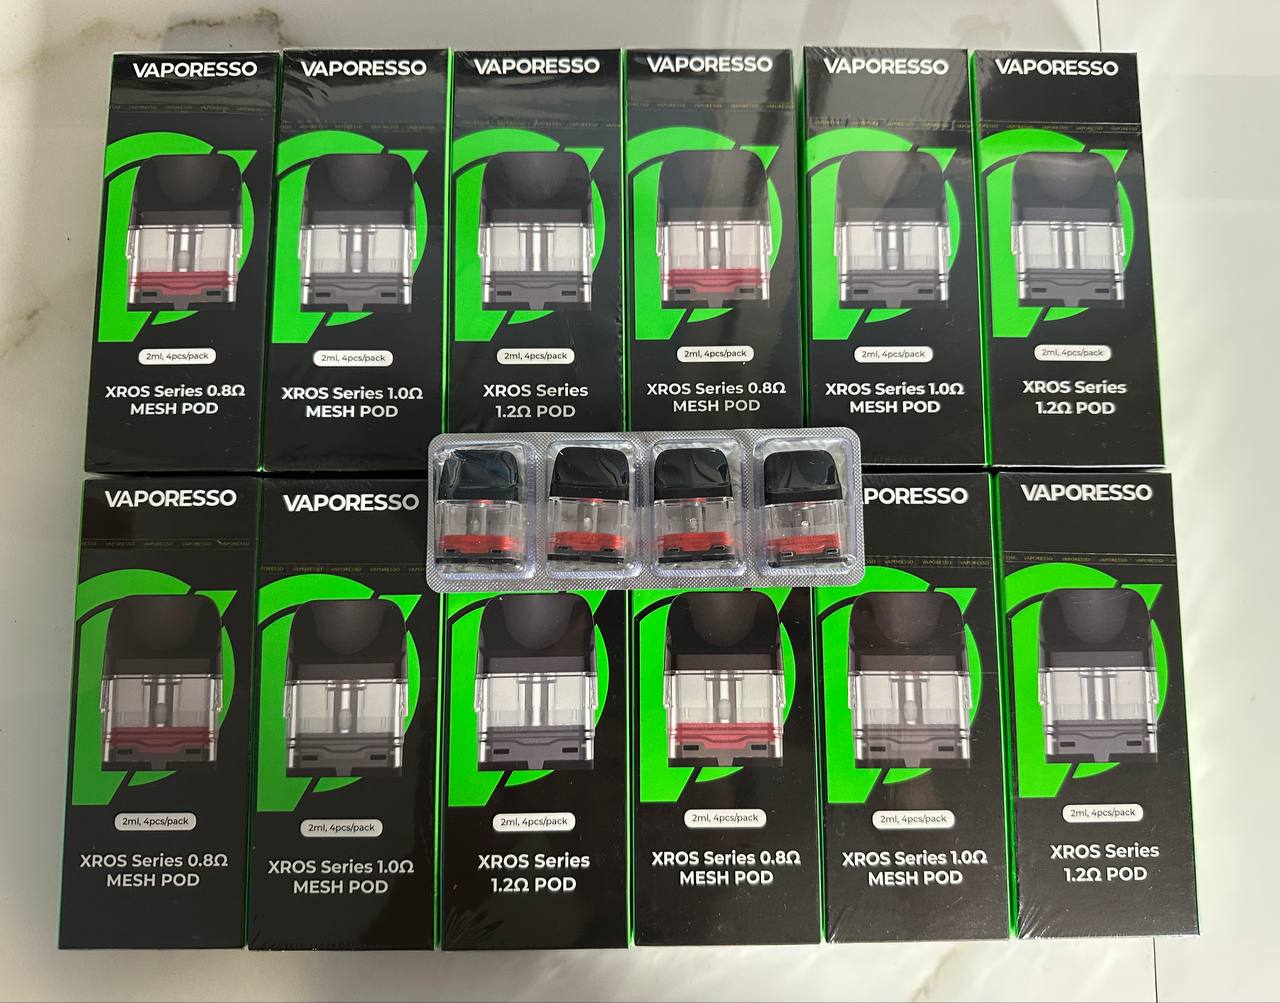 VAPORESSO
2ml, 4pcs/pack
XROS Series 0.8Ω
MESH POD
VAPORESSO
2ml, 4pcs/pack
XROS Series 1.0Ω
MESH POD
VAPORESSO
2ml, 4pcs/pack
XROS Series
1.2Ω POD
VAPORESSO
2ml, 4pcs/pack
XROS Series 0.8Ω
MESH POD
VAPORESSO
2ml, 4pcs/pack
XROS Series 1.0Ω
MESH POD
VAPORESSO
2ml, 4pcs/pack
XROS Series
1.2Ω POD
VAPORESSO
2ml, 4pcs/pack
XROS Series 0.8Ω
MESH POD
VAPORESSO
2ml, 4pcs/pack
XROS Series 1.0Ω
MESH POD
2ml, 4pcs/pack
XROS Series
1.2Ω POD
2ml, 4pcs/pack
XROS Series 0.8Ω
MESH POD
PORESSO
2ml, 4pcs/pack
XROS Series 1.0Ω
MESH POD
VAPORESSO
2ml, 4pcs/pack
XROS Series
1.2Ω POD